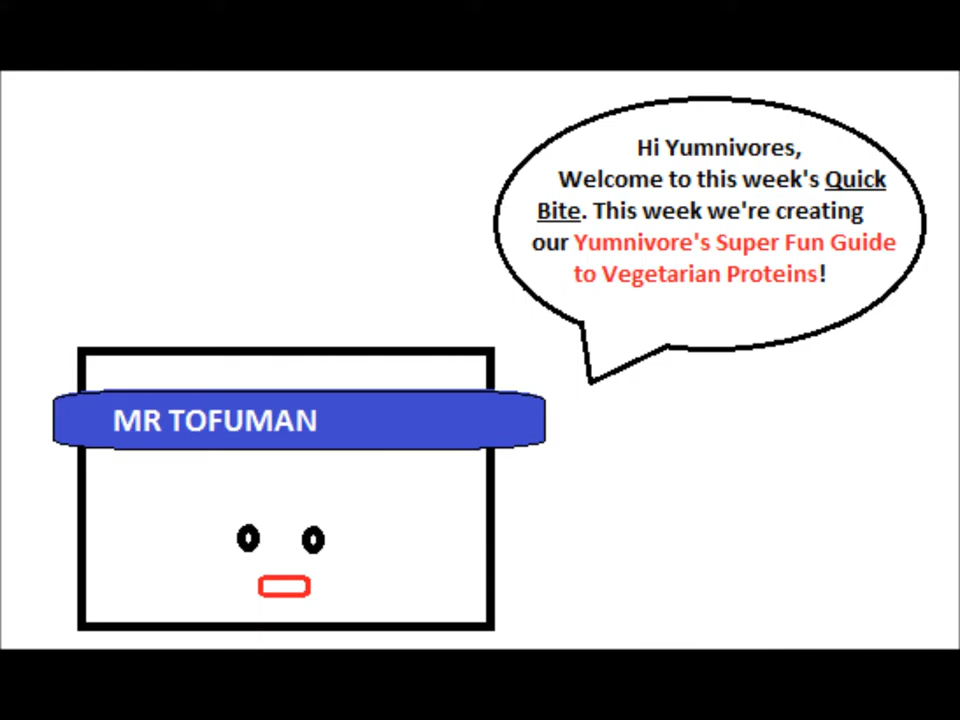 Hi Yumnivores,
Welcome to this week's Quick
Bite. This week we're creating
our Yumnivore's Super Fun Guide
to Vegetarian Proteins!
MR TOFUMAN